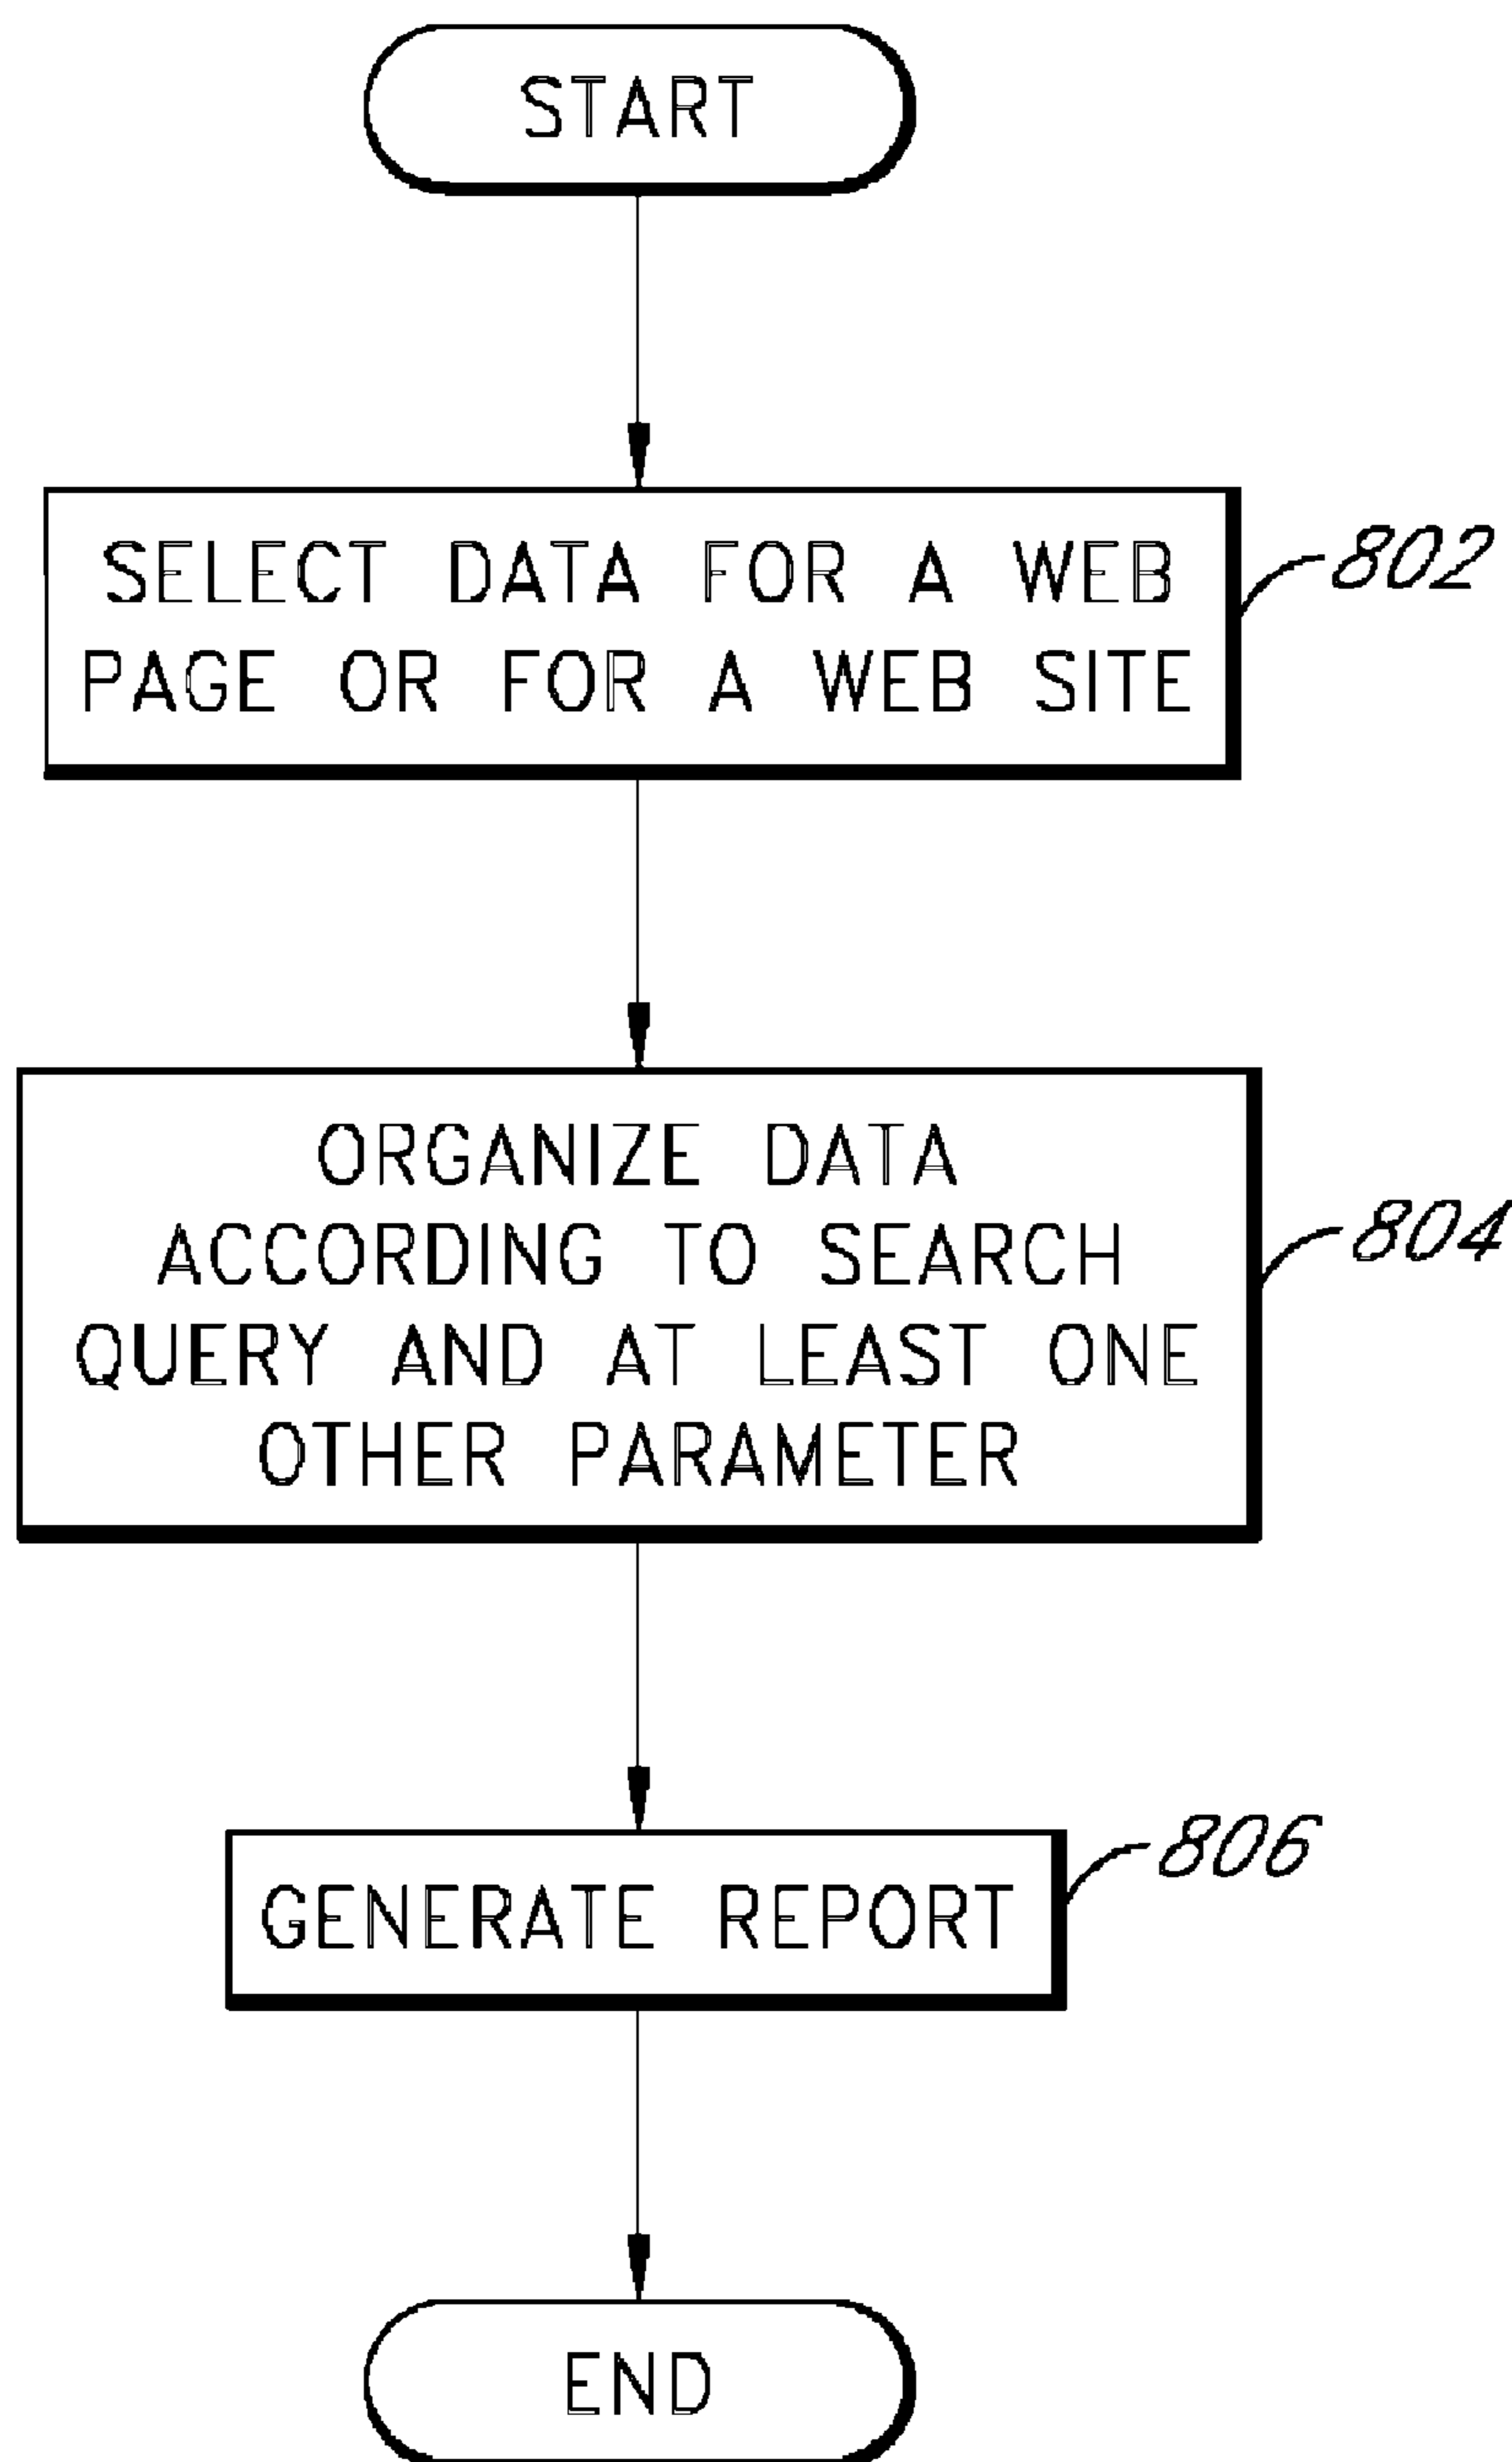 START
SELECT DATA FOR A WEB
PAGE OR FOR A WEB SITE
802
ORGANIZE DATA
ACCORDING TO SEARCH
QUERY AND AT LEAST ONE
OTHER PARAMETER
804
GENERATE REPORT
806
END